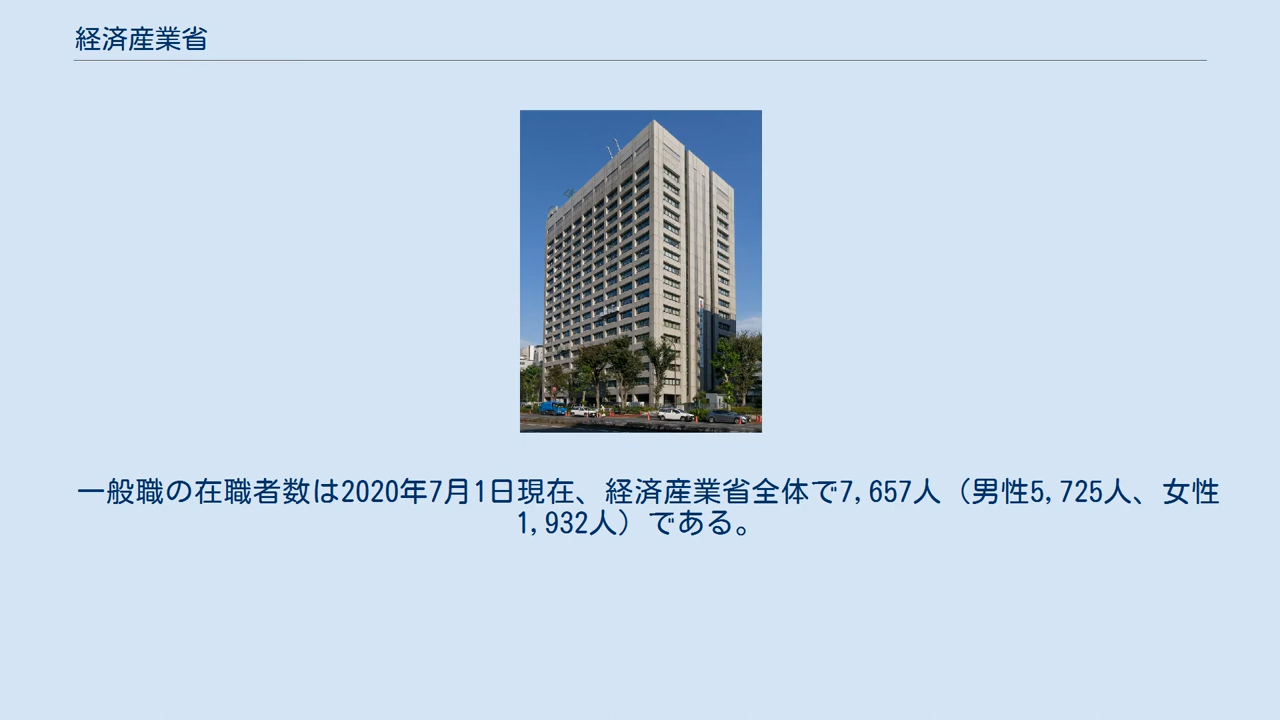 経済産業省
一般職の在職者数は2020年7月1日現在、経済産業省全体で7,657人（男性5,725人、女性
1,932人）である。